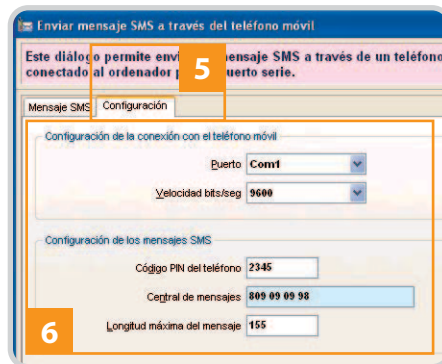 Enviar mensaje SMS a través del teléfono móvil
Este diálogo permite mensaje SMS a través de un teléfono
conectado al ordenador puerto serie.
5
Mensaje SMS Configuración
Configuración de la conexión con el teléfono móvil
Puerto Com1
Velocidad bits/seg 9600
Configuración de los mensajes SMS
Código PIN del teléfono 2345
Central de mensajes 809 09 09 98
Longitud máxima del mensaje 155
6